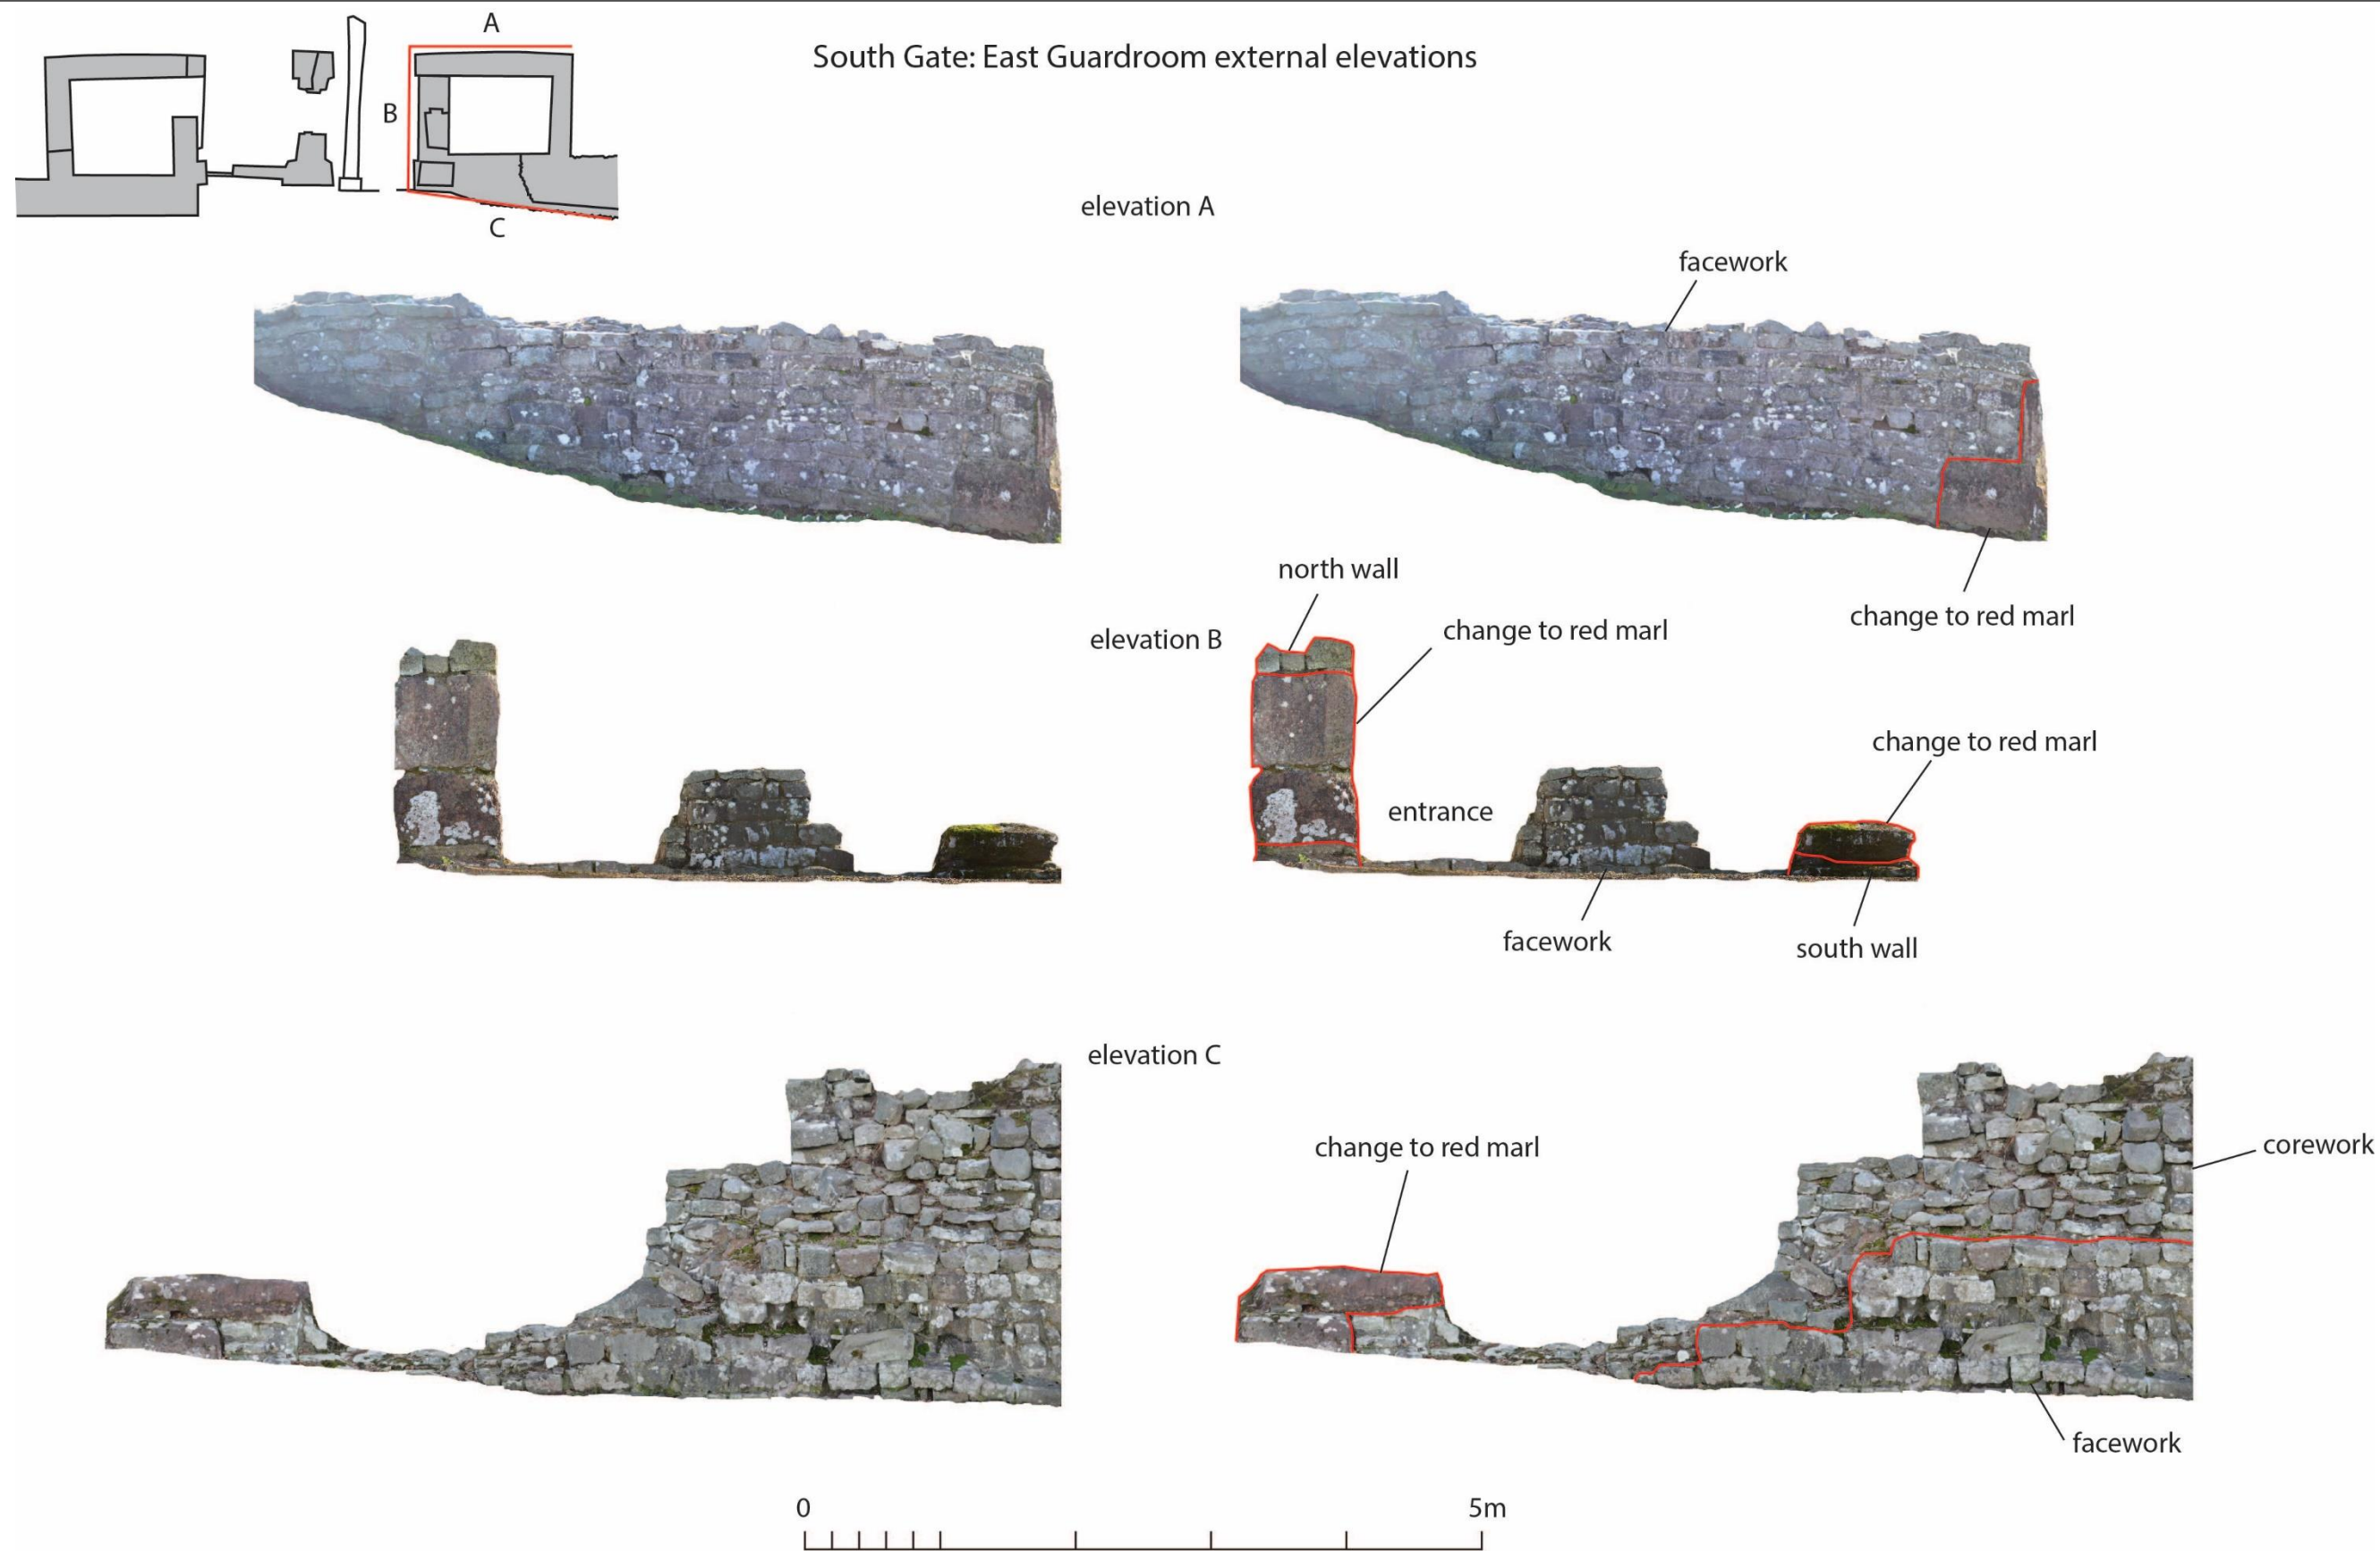 A
South Gate: East Guardroom external elevations
B
C
elevation A
facework
change to red marl
north wall
elevation B
change to red marl
change to red marl
entrance
facework
south wall
elevation C
change to red marl
corework
facework
0 5m